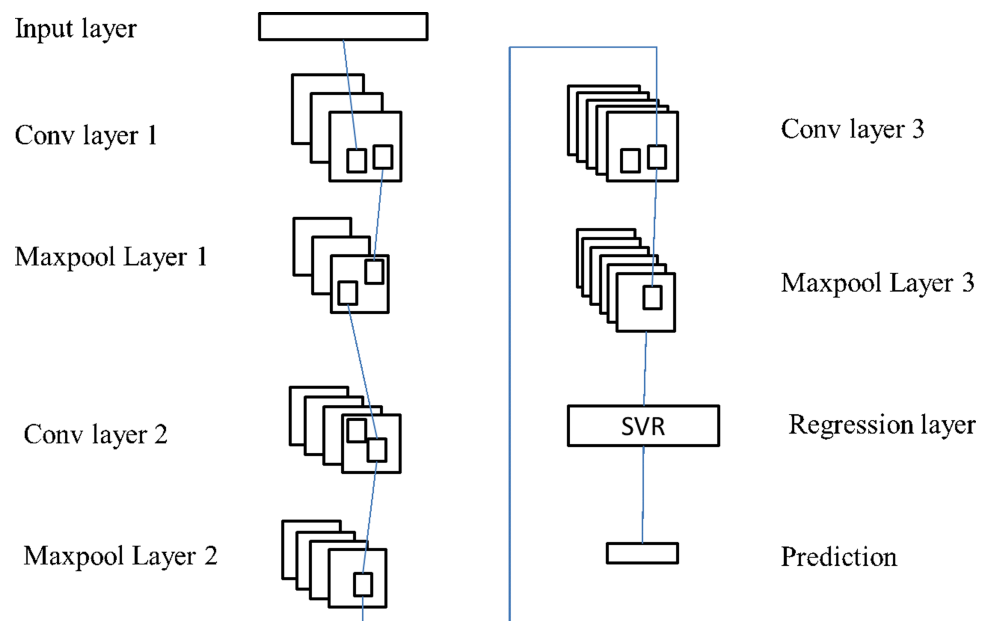 Input layer
Conv layer 1
Maxpool Layer 1
Conv layer 2
Maxpool Layer 2
Conv layer 3
Maxpool Layer 3
SVR
Regression layer
Prediction